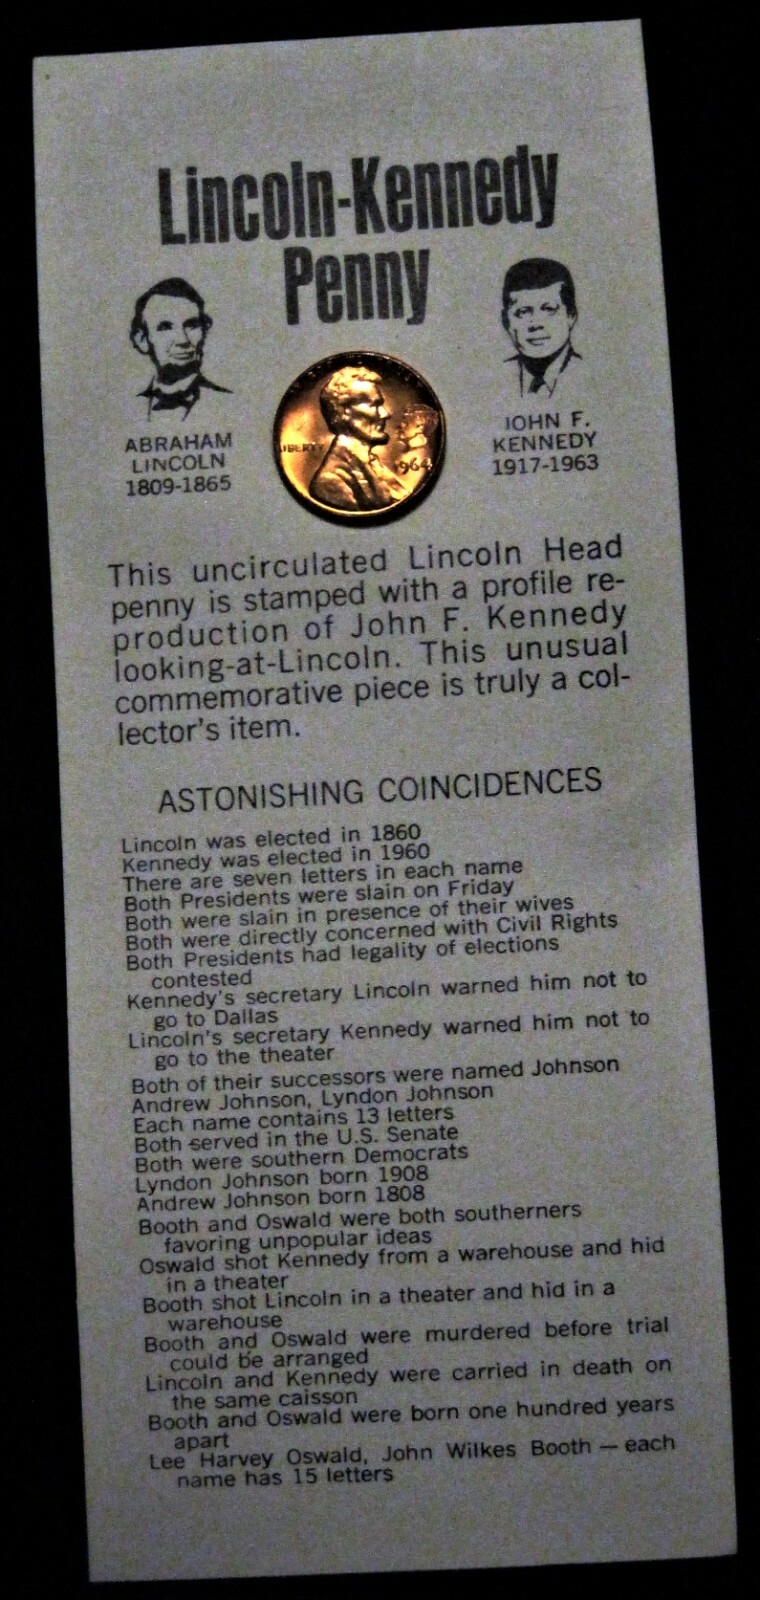 Lincoln-Kennedy
Penny
ABRAHAM
LINCOLN
1809-1865
LIBERTY
1964
JOHN F.
KENNEDY
1917-1963
This uncirculated Lincoln Head
penny is stamped with a profile re-
production of John F. Kennedy
looking-at-Lincoln. This unusual
commemorative piece is truly a col-
lector's item.
ASTONISHING COINCIDENCES
Lincoln was elected in 1860
Kennedy was elected in 1960
There are seven letters in each name
Both Presidents were slain on Friday
Both were slain in presence of their wives
Both were directly concerned with Civil Rights
Both Presidents had legality of elections
contested
Kennedy's secretary Lincoln warned him not to
go to Dallas
Lincoln's secretary Kennedy warned him not to
go to the theater
Both of their successors were named Johnson
Andrew Johnson, Lyndon Johnson
Each name contains 13 letters
Both served in the U.S. Senate
Both were southern Democrats
Lyndon Johnson born 1908
Andrew Johnson born 1808
Booth and Oswald were both southerners
favoring unpopular ideas
Oswald shot Kennedy from a warehouse and hid
in a theater
Booth shot Lincoln in a theater and hid in a
warehouse
Booth and Oswald were murdered before trial
could be arranged
Lincoln and Kennedy were carried in death on
the same caisson
Booth and Oswald were born one hundred years
apart
Lee Harvey Oswald, John Wilkes Booth — each
name has 15 letters